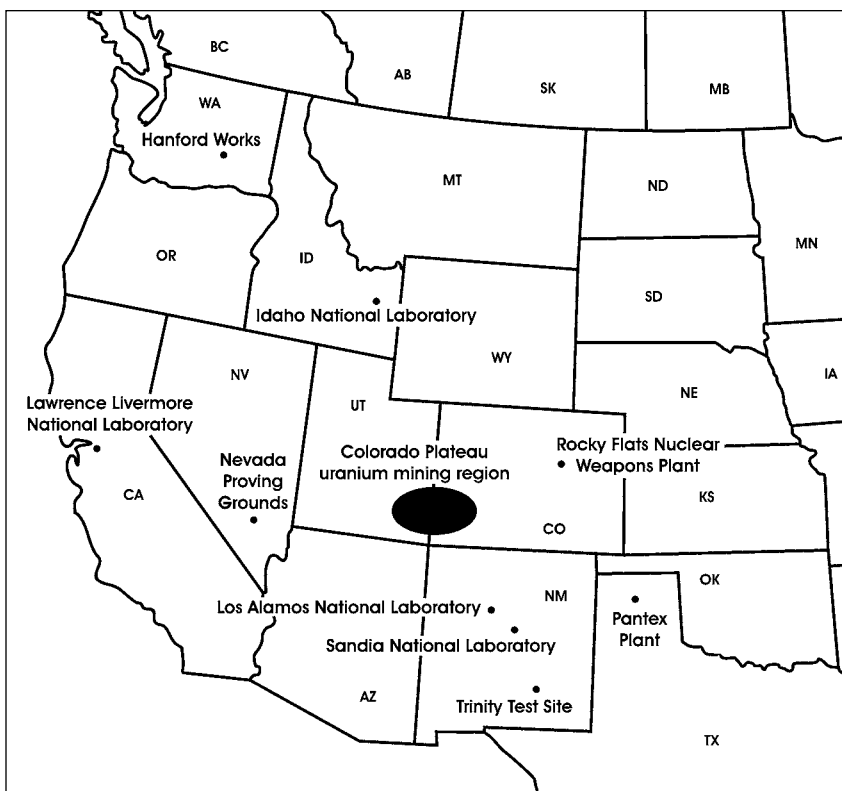 BC
AB
SK
MB
WA
Hanford Works
MT
ND
MN
OR
ID
SD
Idaho National Laboratory
WY
IA
NV
UT
NE
Lawrence Livermore
National Laboratory
Colorado Plateau
uranium mining region
Rocky Flats Nuclear
Weapons Plant
Nevada
Proving
Grounds
CA
KS
CO
OK
NM
Los Alamos National Laboratory
Pantex
Plant
Sandia National Laboratory
AZ
Trinity Test Site
TX